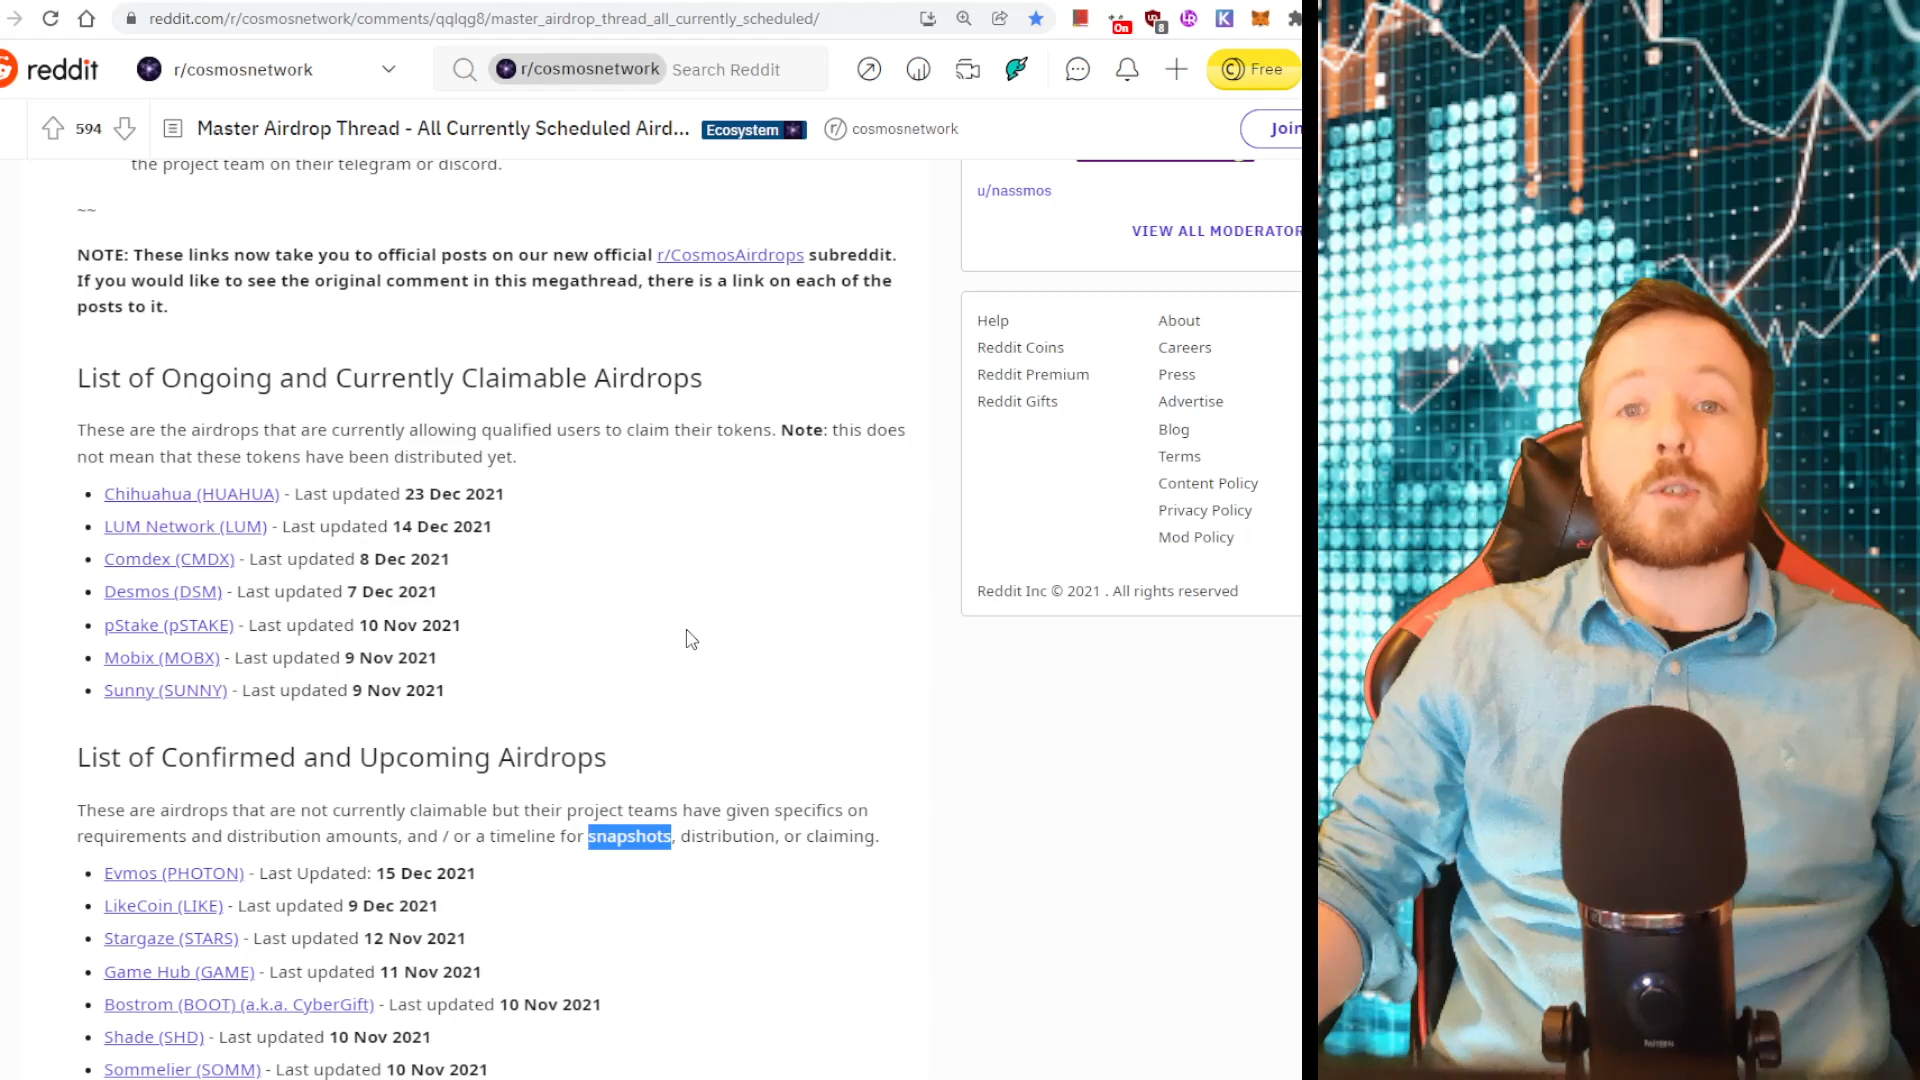 reddit.com/r/cosmosnetwork/comments/qqlqg8/master_airdrop_thread_all_currently_scheduled/
On
8
K
reddit
r/cosmosnetwork
r/cosmosnetwork
Search Reddit
Free
594
Master Airdrop Thread - All Currently Scheduled Aird...
Ecosystem
r/ cosmosnetwork
Join
the project team on their telegram or discord.
~~
NOTE: These links now take you to official posts on our new official r/CosmosAirdrops subreddit.
If you would like to see the original comment in this megathread, there is a link on each of the
posts to it.
List of Ongoing and Currently Claimable Airdrops
These are the airdrops that are currently allowing qualified users to claim their tokens. Note: this does
not mean that these tokens have been distributed yet.
• Chihuahua (HUAHUA) - Last updated 23 Dec 2021
• LUM Network (LUM) - Last updated 14 Dec 2021
• Comdex (CMDX) - Last updated 8 Dec 2021
• Desmos (DSM) - Last updated 7 Dec 2021
• pStake (pSTAKE) - Last updated 10 Nov 2021
• Mobix (MOBX) - Last updated 9 Nov 2021
• Sunny (SUNNY) - Last updated 9 Nov 2021
List of Confirmed and Upcoming Airdrops
These are airdrops that are not currently claimable but their project teams have given specifics on
requirements and distribution amounts, and / or a timeline for snapshots, distribution, or claiming.
• Evmos (PHOTON) - Last Updated: 15 Dec 2021
• LikeCoin (LIKE) - Last updated 9 Dec 2021
• Stargaze (STARS) - Last updated 12 Nov 2021
• Game Hub (GAME) - Last updated 11 Nov 2021
• Bostrom (BOOT) (a.k.a. CyberGift) - Last updated 10 Nov 2021
• Shade (SHD) - Last updated 10 Nov 2021
• Sommelier (SOMM) - Last updated 10 Nov 2021
u/nassmos
VIEW ALL MODERATOR
Help
Reddit Coins
Reddit Premium
Reddit Gifts
About
Careers
Press
Advertise
Blog
Terms
Content Policy
Privacy Policy
Mod Policy
Reddit Inc © 2021 . All rights reserved